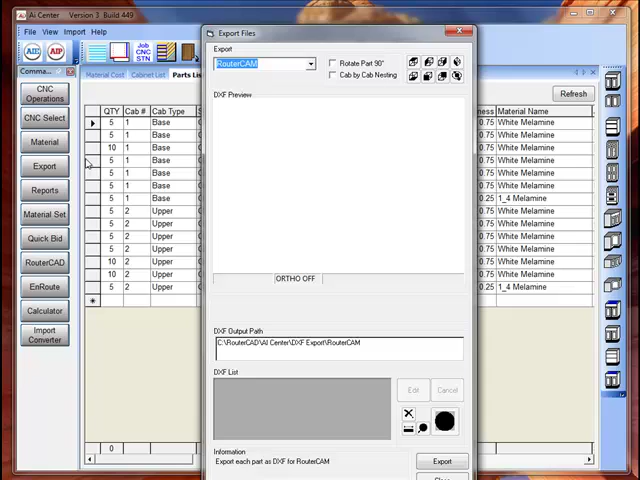 Ai Center Version 3 Build 449
File View Import Help
AIE AIP Job CNC STN
Comma...
CNC Operations
CNC Select
Material
Export
Reports
Material Set
Quick Bid
RouterCAD
EnRoute
Calculator
Import Converter
Material Cost Cabinet List Parts Lis
Refresh
QTY Cab # Cab Type
5 1 Base
5 1 Base
10 1 Base
5 1 Base
5 1 Base
5 1 Base
5 1 Base
5 2 Upper
5 2 Upper
5 2 Upper
5 2 Upper
10 2 Upper
10 2 Upper
5 2 Upper
0
Export Files
Export
RouterCAM
Rotate Part 90°
Cab by Cab Nesting
DXF Preview
ORTHO OFF
DXF Output Path
C:\RouterCAD\AI Center\DXF Export\RouterCAM
DXF List
Edit Cancel
Information
Export each part as DXF for RouterCAM
Export
ness Material Name
0.75 White Melamine
0.75 White Melamine
0.75 White Melamine
0.75 White Melamine
0.75 White Melamine
0.75 White Melamine
0.25 1_4 Melamine
0.75 White Melamine
0.75 White Melamine
0.75 White Melamine
0.75 White Melamine
0.75 White Melamine
0.75 White Melamine
0.25 1_4 Melamine